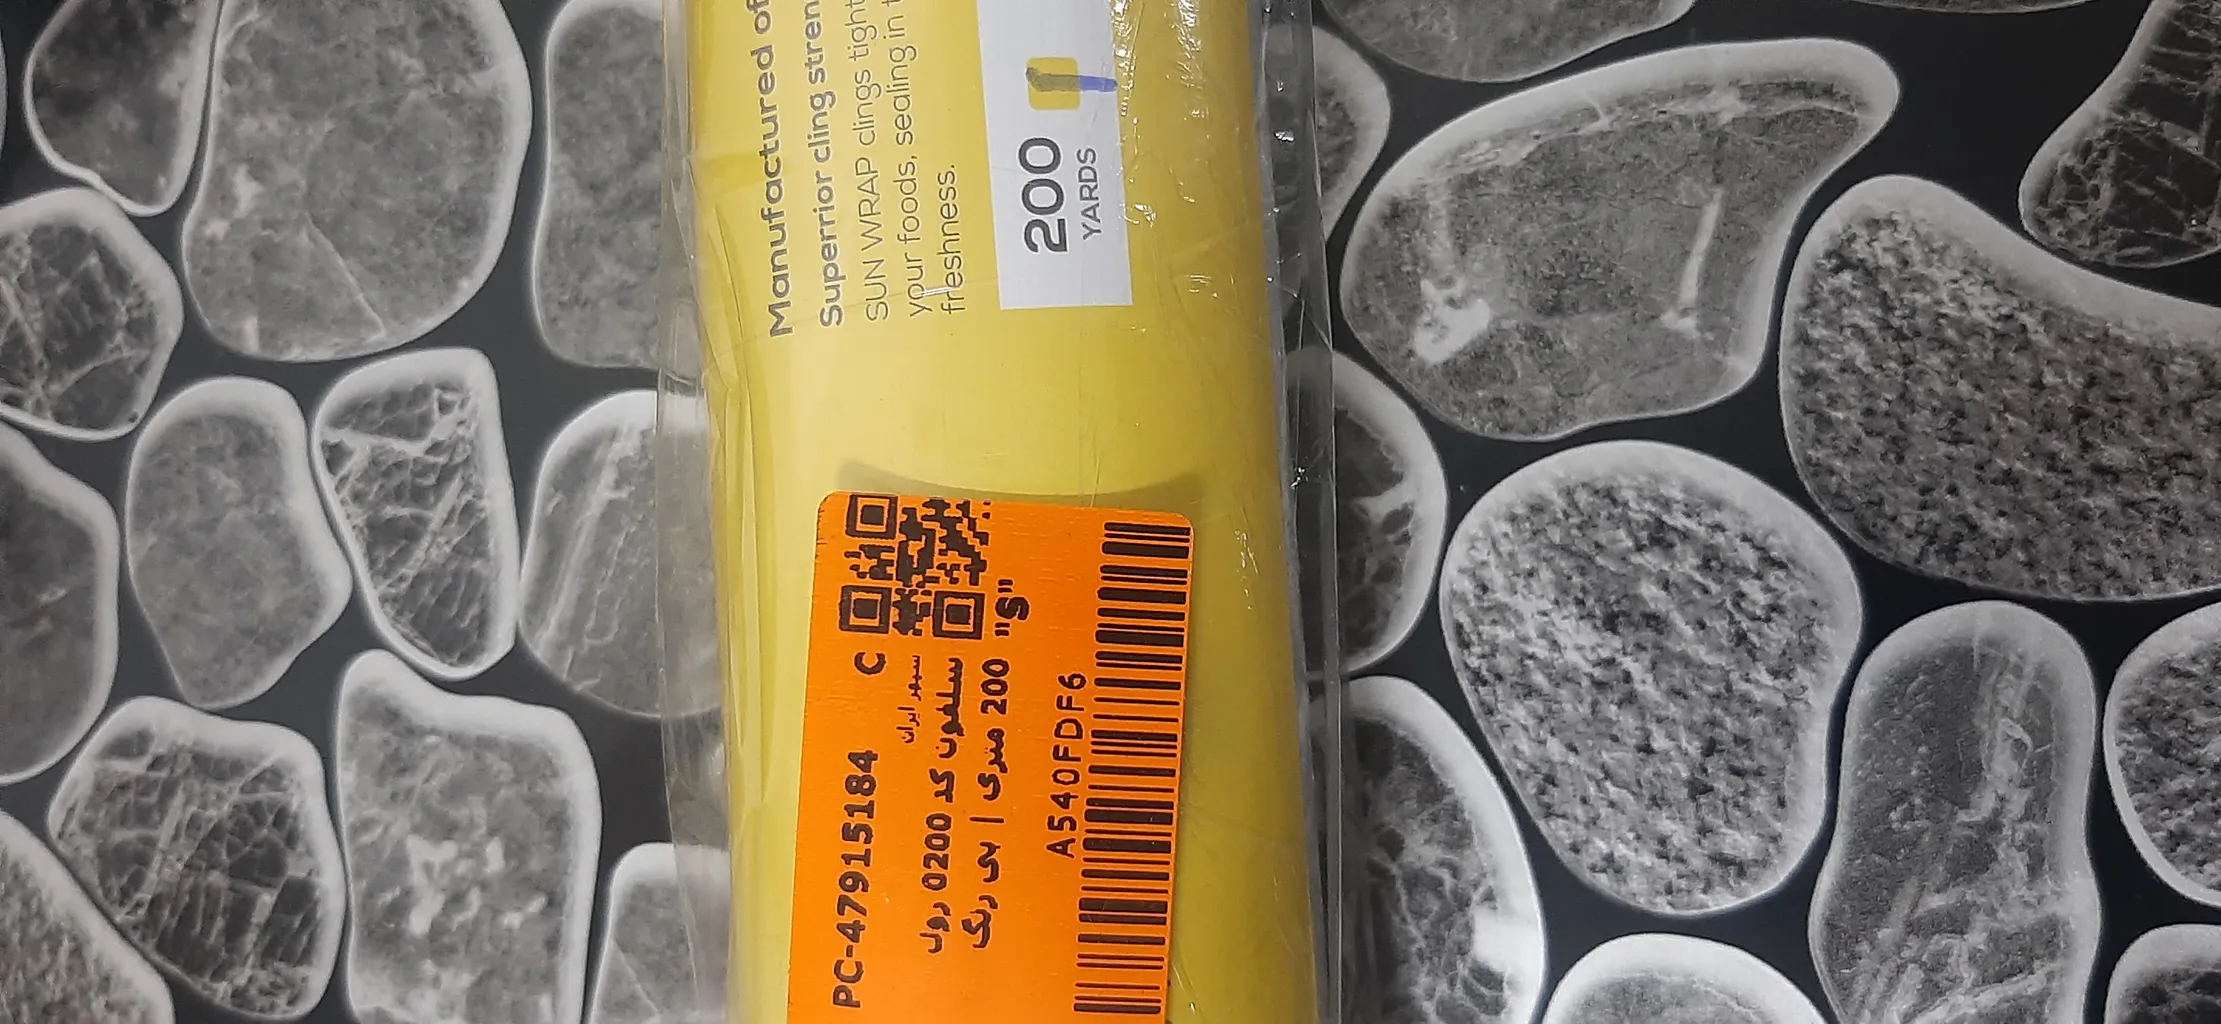 Manufactured of
Superrior cling stren
SUN WRAP clings tight
your foods, sealing in t
freshness.
200
YARDS
PC-47915184 C
سپهر ایران
سلفون کد 0200 رول
200 متری | بی رنگ
"S"
A540FDF6